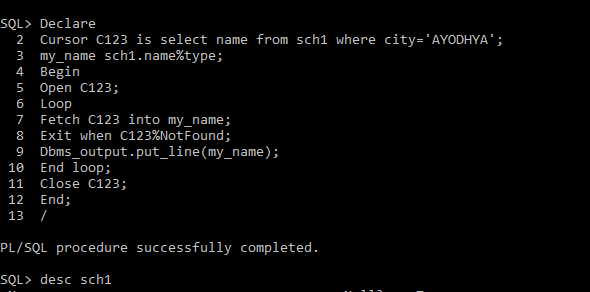 SQL> Declare
2 Cursor C123 is select name from sch1 where city='AYODHYA';
3 my_name sch1.name%type;
4 Begin
5 Open C123;
6 Loop
7 Fetch C123 into my_name;
8 Exit when C123%NotFound;
9 Dbms_output.put_line(my_name);
10 End loop;
11 Close C123;
12 End;
13 /
PL/SQL procedure successfully completed.
SQL> desc sch1